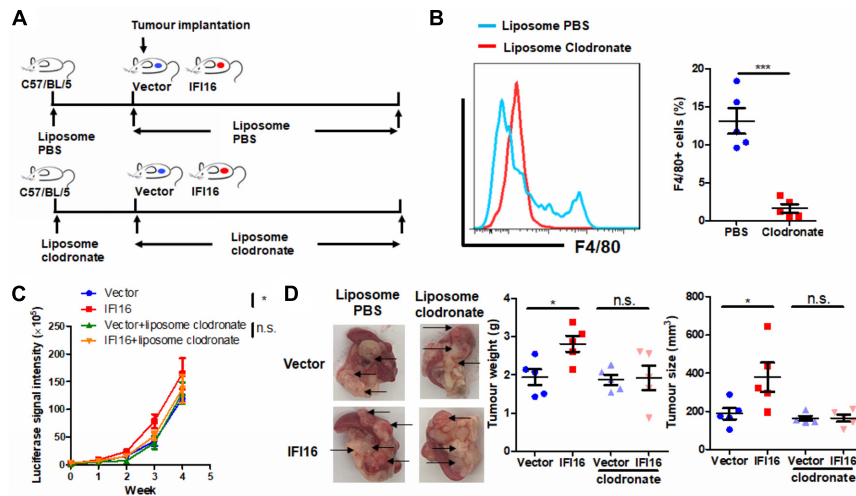 A
Tumour implantation
C57/BL/5
Vector
IFI16
Liposome
PBS
Liposome
PBS
C57/BL/5
Vector
IFI16
Liposome
clodronate
Liposome
clodronate
B
Liposome PBS
Liposome Clodronate
F4/80
F4/80+ cells (%)
20
15
10
5
0
***
PBS
Clodronate
C
Vector
IFI16
*
Vector+liposome clodronate
IFI16+liposome clodronate
n.s.
Luciferase signal intensity (×10⁵)
250
200
150
100
50
0
0 1 2 3 4 5
Week
D
Liposome
PBS
Liposome
clodronate
Vector
IFI16
Tumour weight (g)
4
3
2
1
0
*
n.s.
Vector IFI16 Vector IFI16
clodronate
Tumour size (mm³)
800
600
400
200
0
*
n.s.
Vector IFI16 Vector IFI16
clodronate